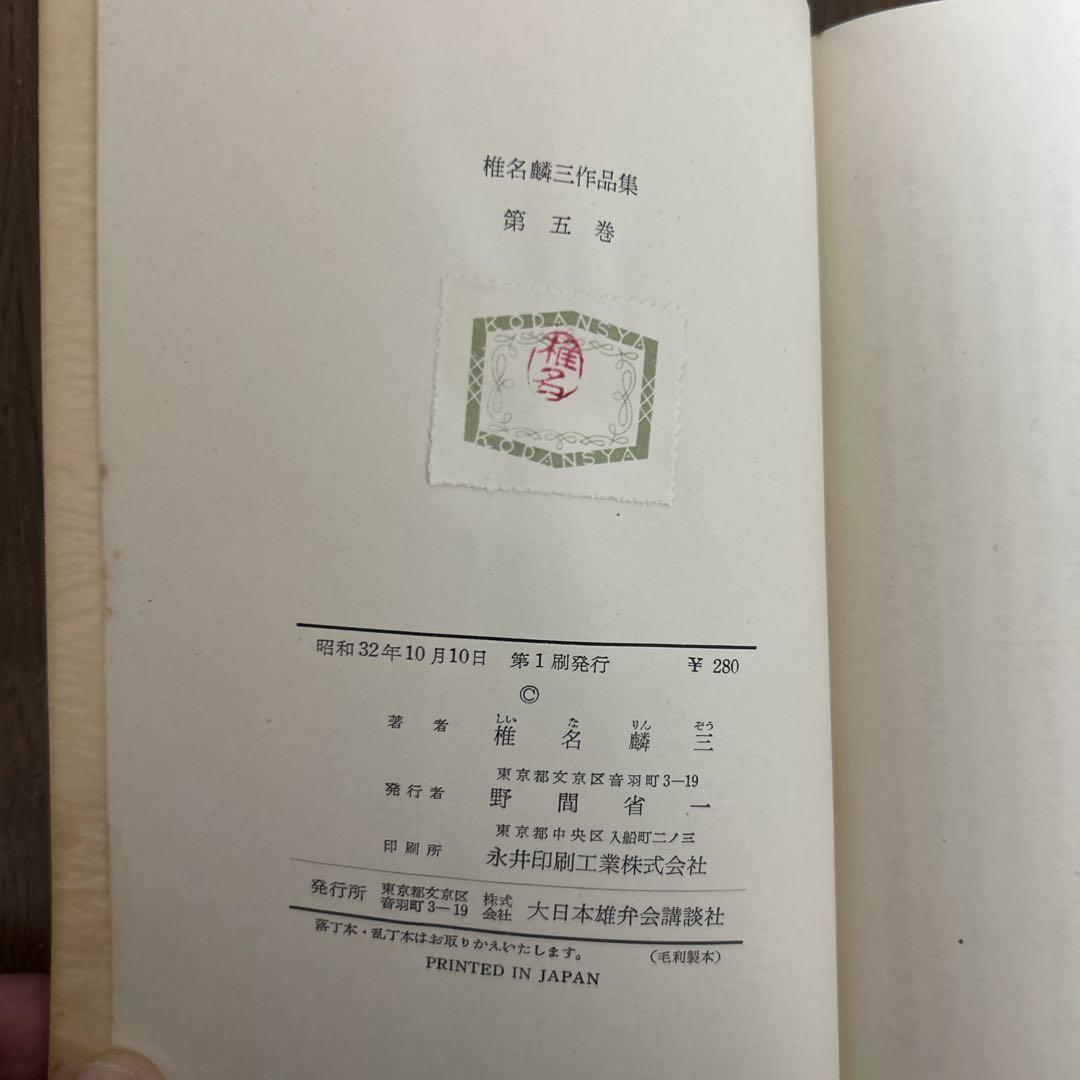 椎名麟三作品集
第五巻
KODANSYA
椎名
KODANSYA
昭和32年10月10日 第1刷発行 ¥280
©
著者 椎名麟三
しいなりんぞう
東京都文京区音羽町3—19
発行者 野間省一
東京都中央区入船町二ノ三
印刷所 永井印刷工業株式会社
発行所 東京都文京区音羽町3—19 株式会社 大日本雄弁会講談社
落丁本・乱丁本はお取りかえいたします。 (毛利製本)
PRINTED IN JAPAN